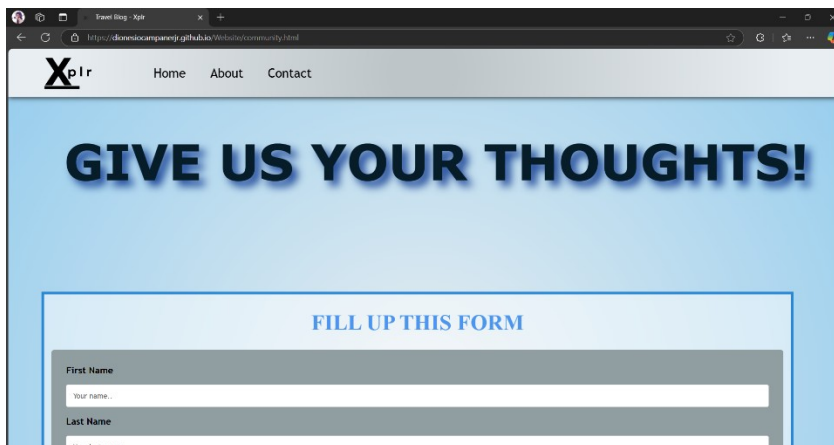 Travel Blog - Xplr
https://dionesiocampanerjr.github.io/Website/community.html
Xplr Home About Contact
GIVE US YOUR THOUGHTS!
FILL UP THIS FORM
First Name
Your name..
Last Name